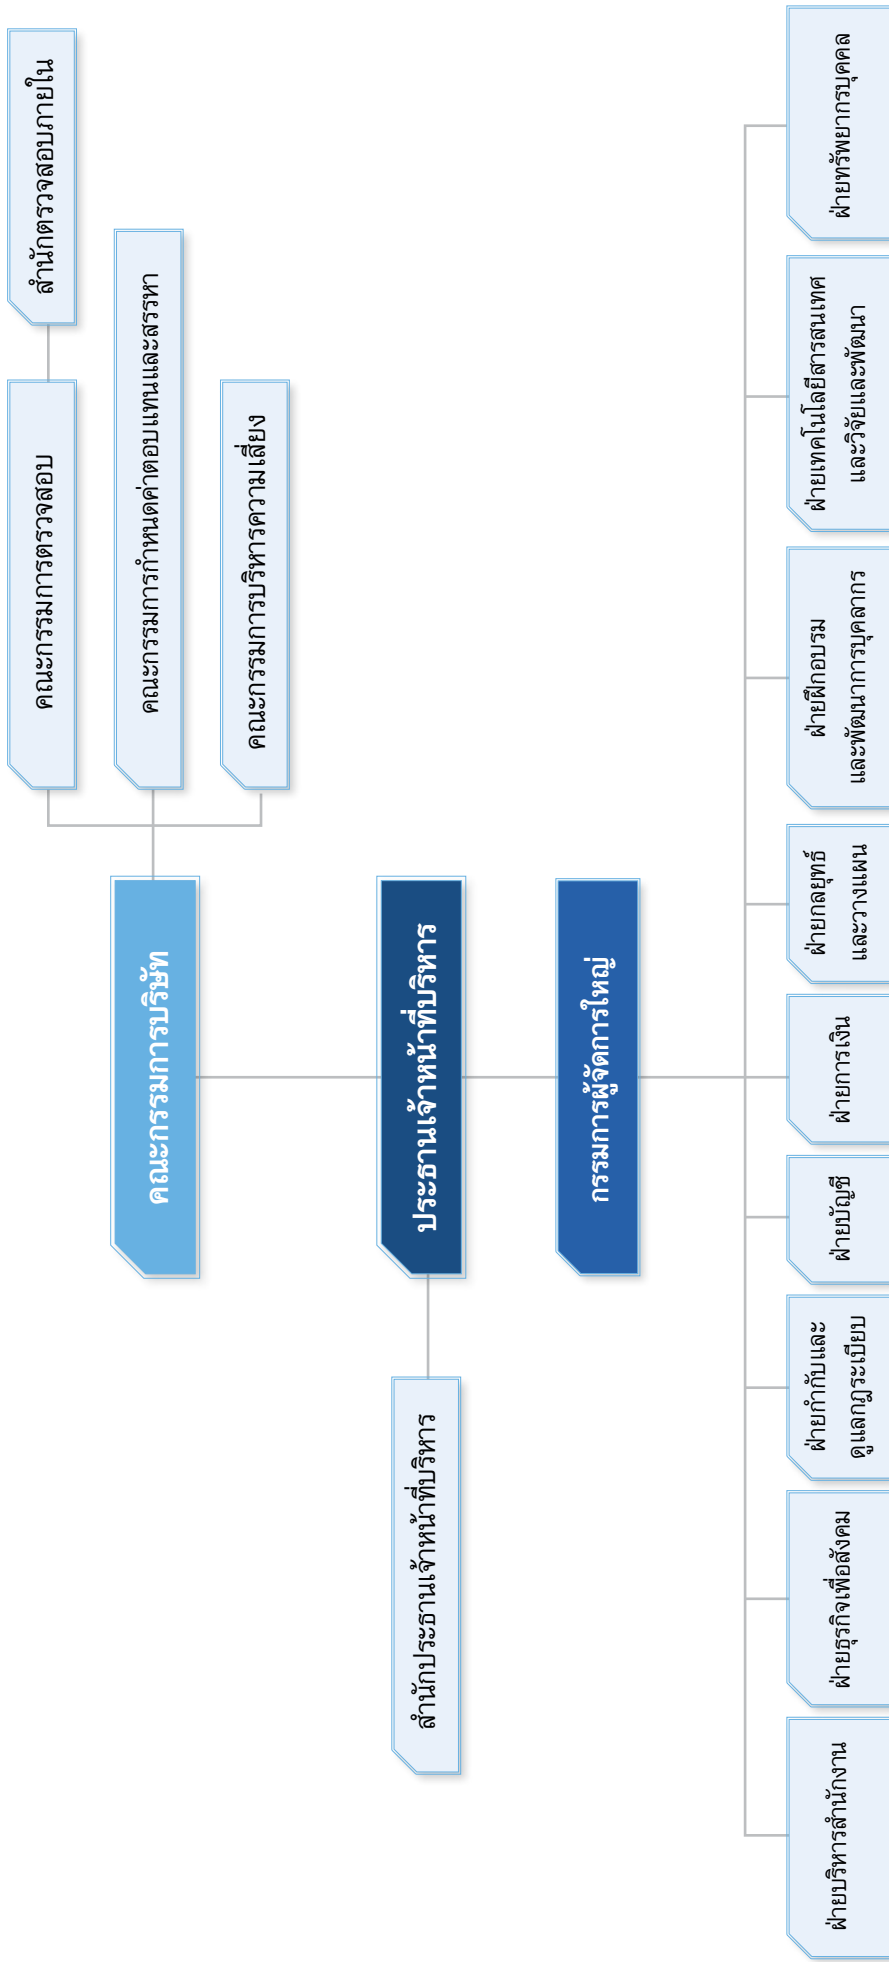 สำนักตรวจสอบภายใน
คณะกรรมการตรวจสอบ
คณะกรรมการกำหนดค่าตอบแทนและสรรหา
คณะกรรมการบริหารความเสี่ยง
คณะกรรมการบริษัท
ประธานเจ้าหน้าที่บริหาร
สำนักประธานเจ้าหน้าที่บริหาร
กรรมการผู้จัดการใหญ่
ฝ่ายบริหารสำนักงาน
ฝ่ายธุรกิจเพื่อสังคม
ฝ่ายกำกับและ
ดูแลกฎระเบียบ
ฝ่ายบัญชี
ฝ่ายการเงิน
ฝ่ายกลยุทธ์
และวางแผน
ฝ่ายฝึกอบรม
และพัฒนาการบุคลากร
ฝ่ายเทคโนโลยีสารสนเทศ
และวิจัยและพัฒนา
ฝ่ายทรัพยากรบุคคล